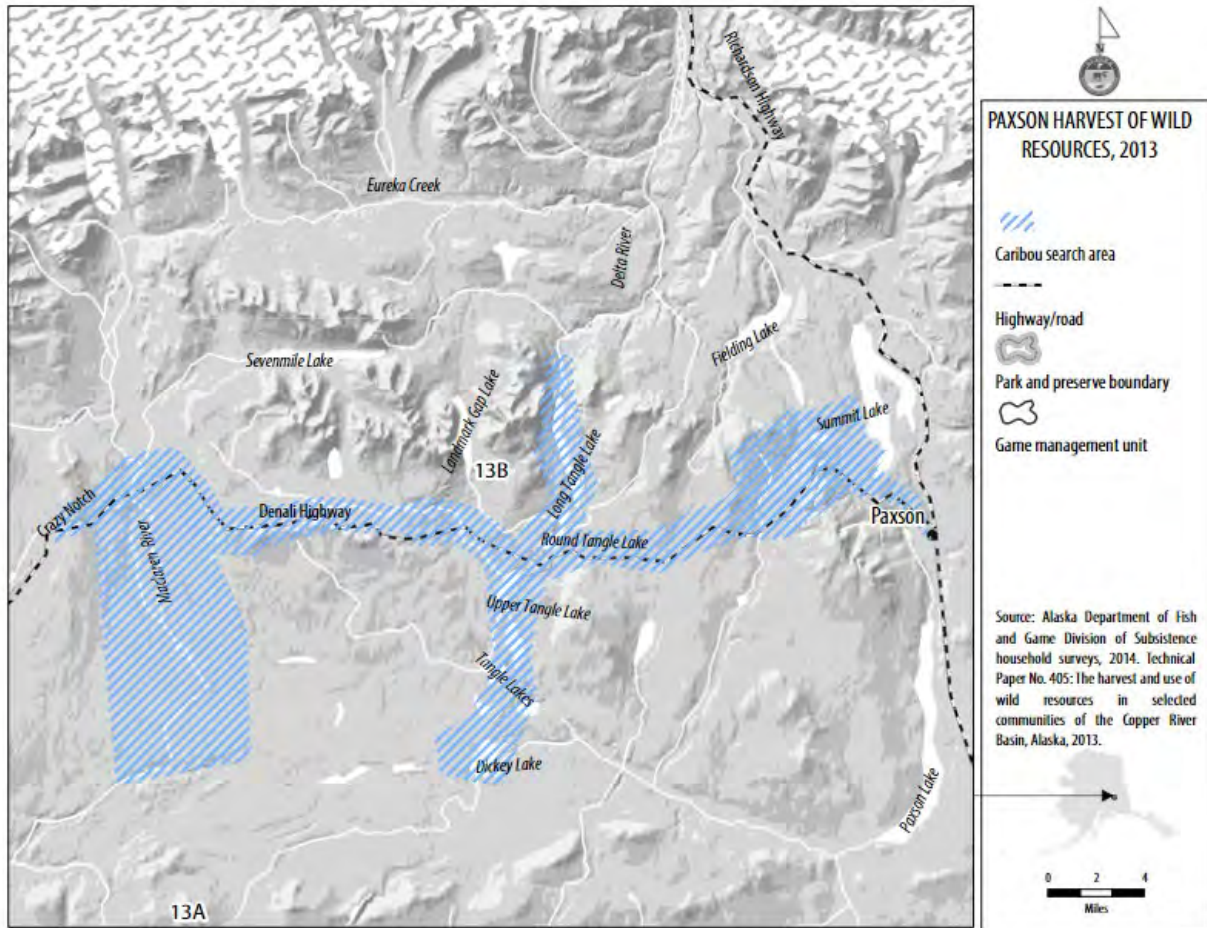 Richardson Highway
Eureka Creek
Delta River
Sevenmile Lake
Fielding Lake
Landmark Gap Lake
Summit Lake
13B
Long Tangle Lake
Crazy Notch
Denali Highway
Paxson
Round Tangle Lake
Maclaren River
Upper Tangle Lake
Tangle Lakes
Dickey Lake
Paxson Lake
13A
N
PAXSON HARVEST OF WILD
RESOURCES, 2013
Caribou search area
Highway/road
Park and preserve boundary
Game management unit
Source: Alaska Department of Fish
and Game Division of Subsistence
household surveys, 2014. Technical
Paper No. 405: The harvest and use of
wild resources in selected
communities of the Copper River
Basin, Alaska, 2013.
0 2 4
Miles